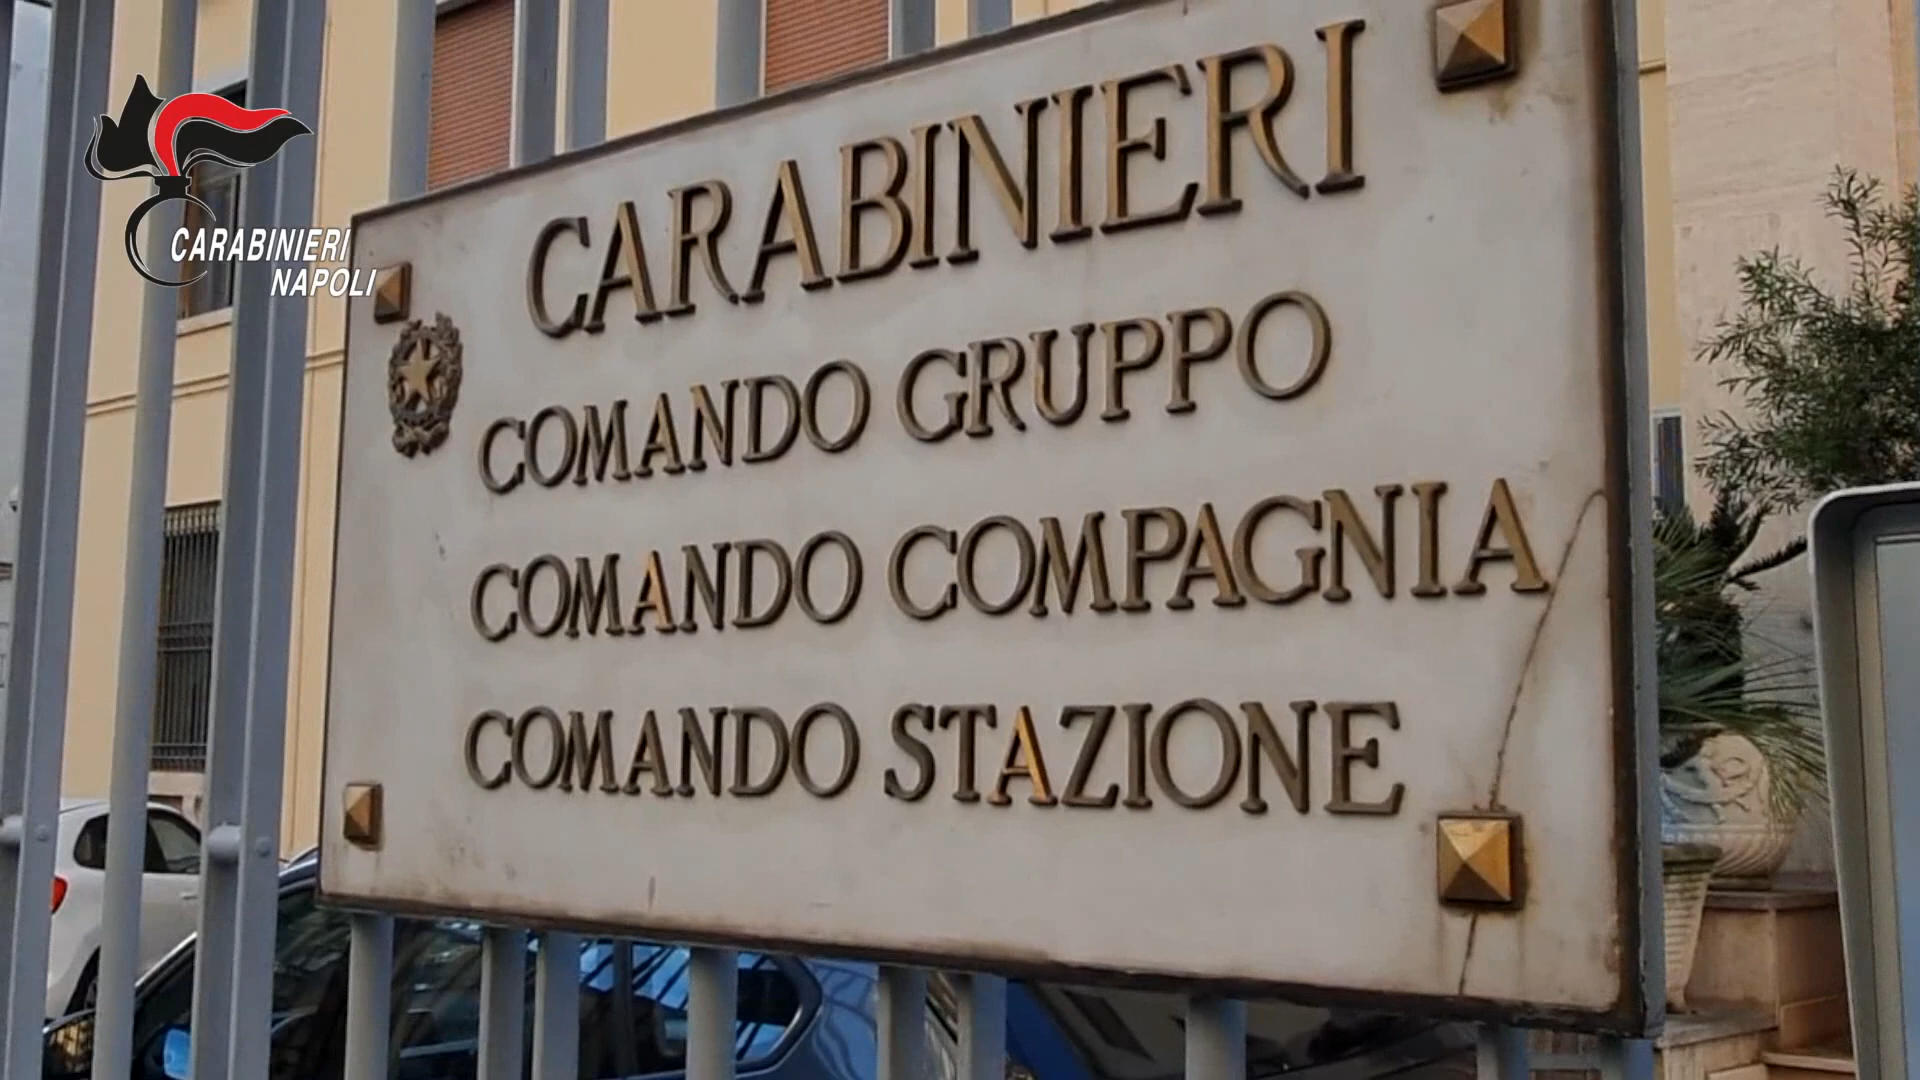 CARABINIERI
NAPOLI
CARABINIERI
COMANDO GRUPPO
COMANDO COMPAGNIA
COMANDO STAZIONE